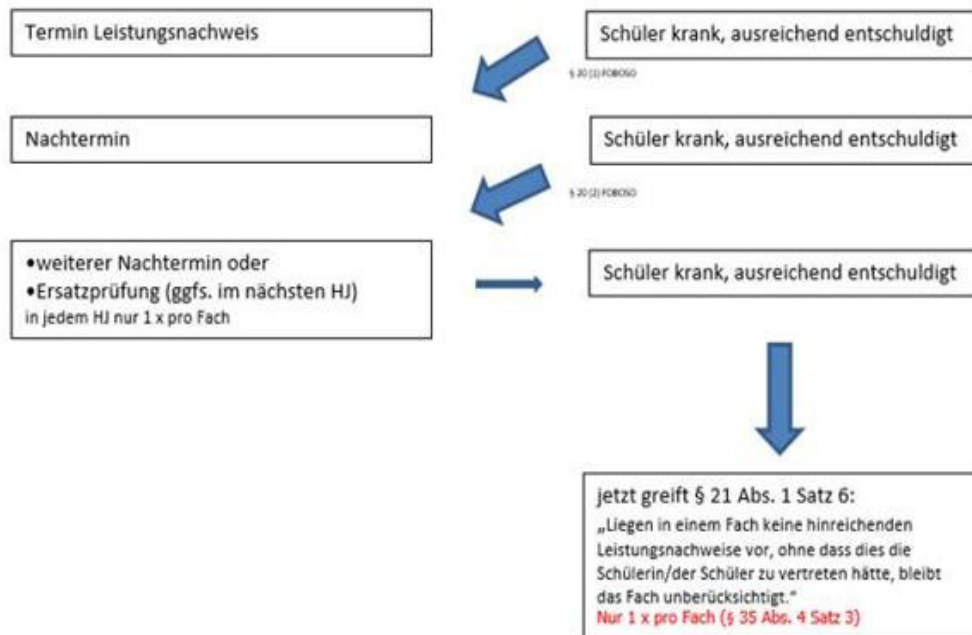 Termin Leistungsnachweis
Schüler krank, ausreichend entschuldigt
§ 20 (1) FOBOSO
Nachtermin
Schüler krank, ausreichend entschuldigt
§ 20 (2) FOBOSO
•weiterer Nachtermin oder
•Ersatzprüfung (ggfs. im nächsten HJ)
in jedem HJ nur 1 x pro Fach
Schüler krank, ausreichend entschuldigt
jetzt greift § 21 Abs. 1 Satz 6:
„Liegen in einem Fach keine hinreichenden
Leistungsnachweise vor, ohne dass dies die
Schülerin/der Schüler zu vertreten hätte, bleibt
das Fach unberücksichtigt.“
Nur 1 x pro Fach (§ 35 Abs. 4 Satz 3)